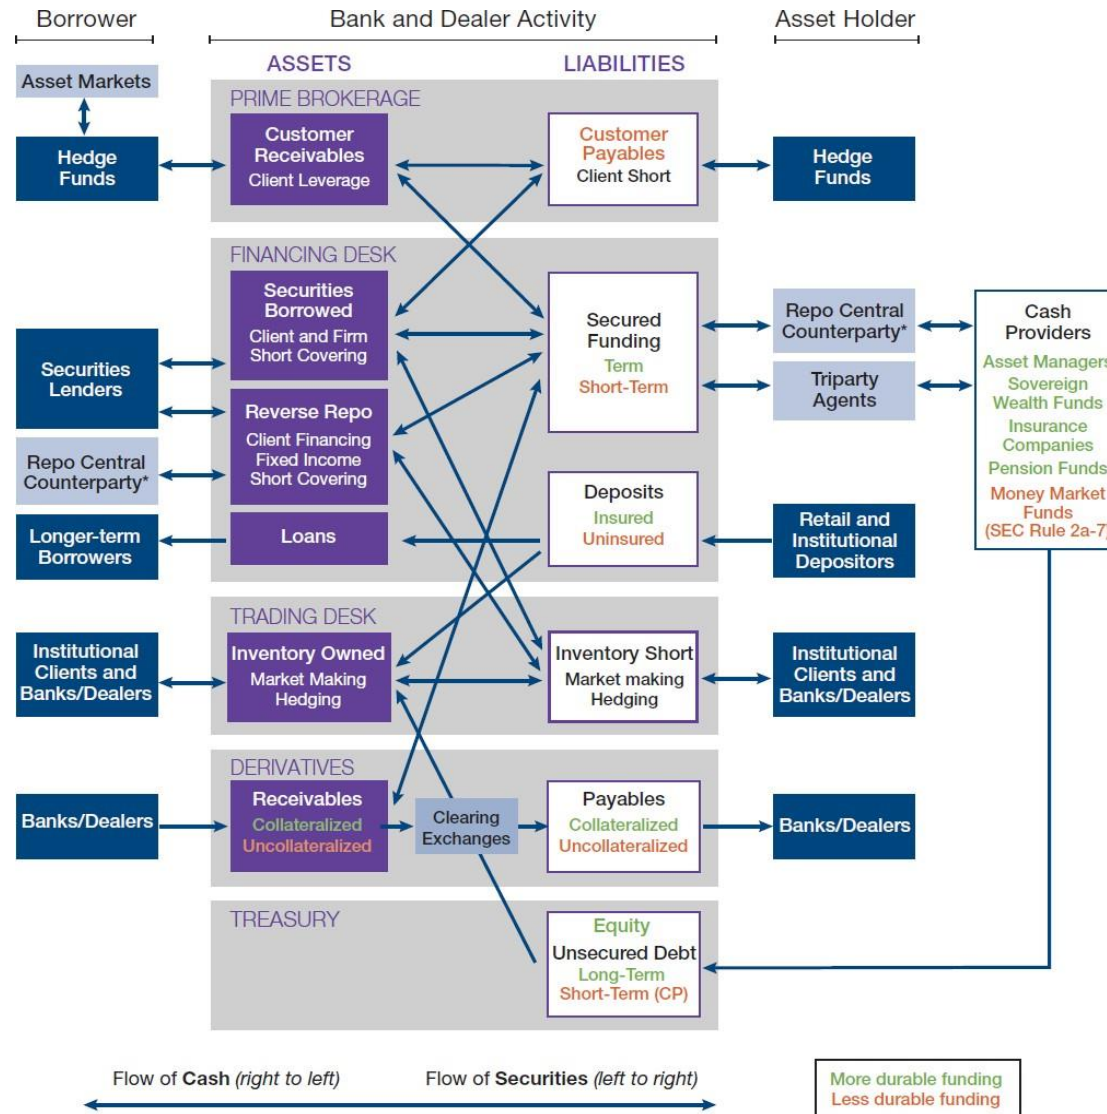 Borrower
Bank and Dealer Activity
Asset Holder
ASSETS
LIABILITIES
Asset Markets
PRIME BROKERAGE
Hedge
Funds
Customer
Receivables
Client Leverage
Customer
Payables
Client Short
Hedge
Funds
FINANCING DESK
Securities
Borrowed
Client and Firm
Short Covering
Secured
Funding
Term
Short-Term
Repo Central
Counterparty*
Triparty
Agents
Cash
Providers
Asset Managers
Sovereign
Wealth Funds
Insurance
Companies
Pension Funds
Money Market
Funds
(SEC Rule 2a-7)
Securities
Lenders
Reverse Repo
Client Financing
Fixed Income
Short Covering
Repo Central
Counterparty*
Deposits
Insured
Uninsured
Longer-term
Borrowers
Loans
Retail and
Institutional
Depositors
TRADING DESK
Institutional
Clients and
Banks/Dealers
Inventory Owned
Market Making
Hedging
Inventory Short
Market making
Hedging
Institutional
Clients and
Banks/Dealers
DERIVATIVES
Banks/Dealers
Receivables
Collateralized
Uncollateralized
Clearing
Exchanges
Payables
Collateralized
Uncollateralized
Banks/Dealers
TREASURY
Equity
Unsecured Debt
Long-Term
Short-Term (CP)
Flow of Cash (right to left)
Flow of Securities (left to right)
More durable funding
Less durable funding